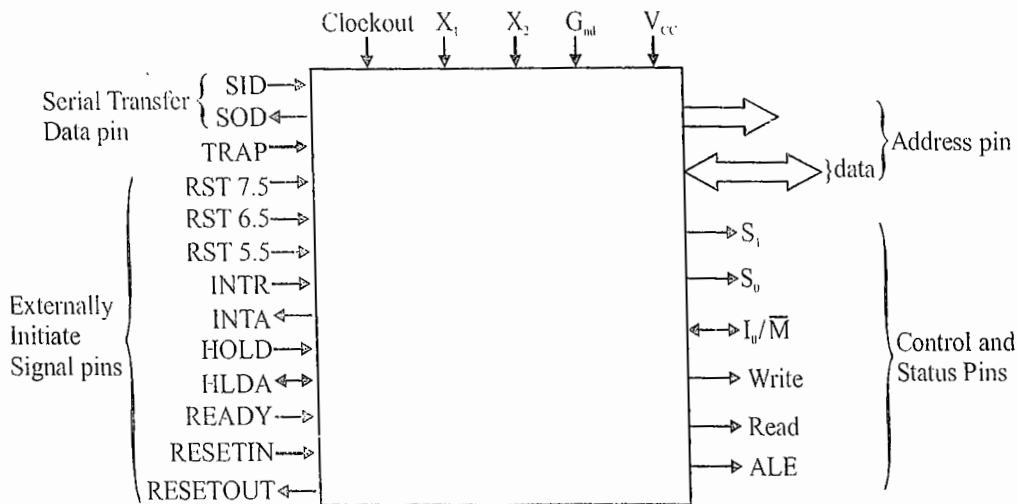 Clockout X₁ X₂ Gnd VCC
Serial Transfer
Data pin
SID
SOD
TRAP
RST 7.5
RST 6.5
RST 5.5
INTR
INTA
HOLD
HLDA
READY
RESETIN
RESETOUT
Externally
Initiate
Signal pins
Address pin
}data
S₁
S₀
I₀/M̅
Write
Read
ALE
Control and
Status Pins